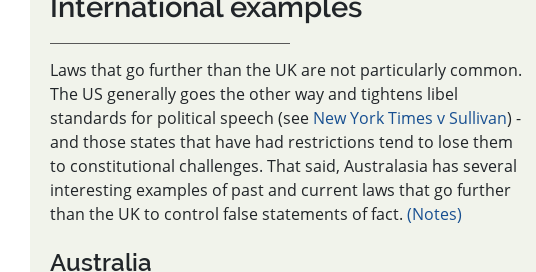 International examples
Laws that go further than the UK are not particularly common.
The US generally goes the other way and tightens libel
standards for political speech (see New York Times v Sullivan) -
and those states that have had restrictions tend to lose them
to constitutional challenges. That said, Australasia has several
interesting examples of past and current laws that go further
than the UK to control false statements of fact. (Notes)
Australia